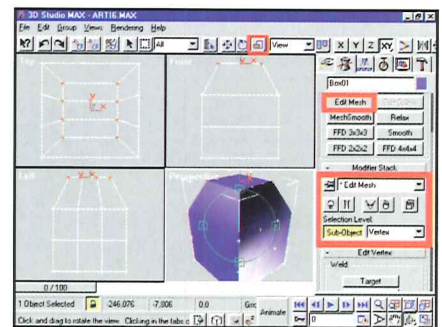 3D Studio MAX - ARTI6.MAX
File Edit Group Views Rendering Help
All View X Y Z XY
Top Front
Box01
Edit Mesh
MeshSmooth Relax
FFD 3x3x3 Smooth
FFD 2x2x2 FFD 4x4x4
Modifier Stack
Edit Mesh
Selection Level:
Sub-Object Vertex
Edit Vertex
Weld
Target
Left Perspective
0 / 100
1 Object Selected -246.076 -7.806 0.0
Click and drag to rotate the view. Clicking in the tabs o
Animate 0